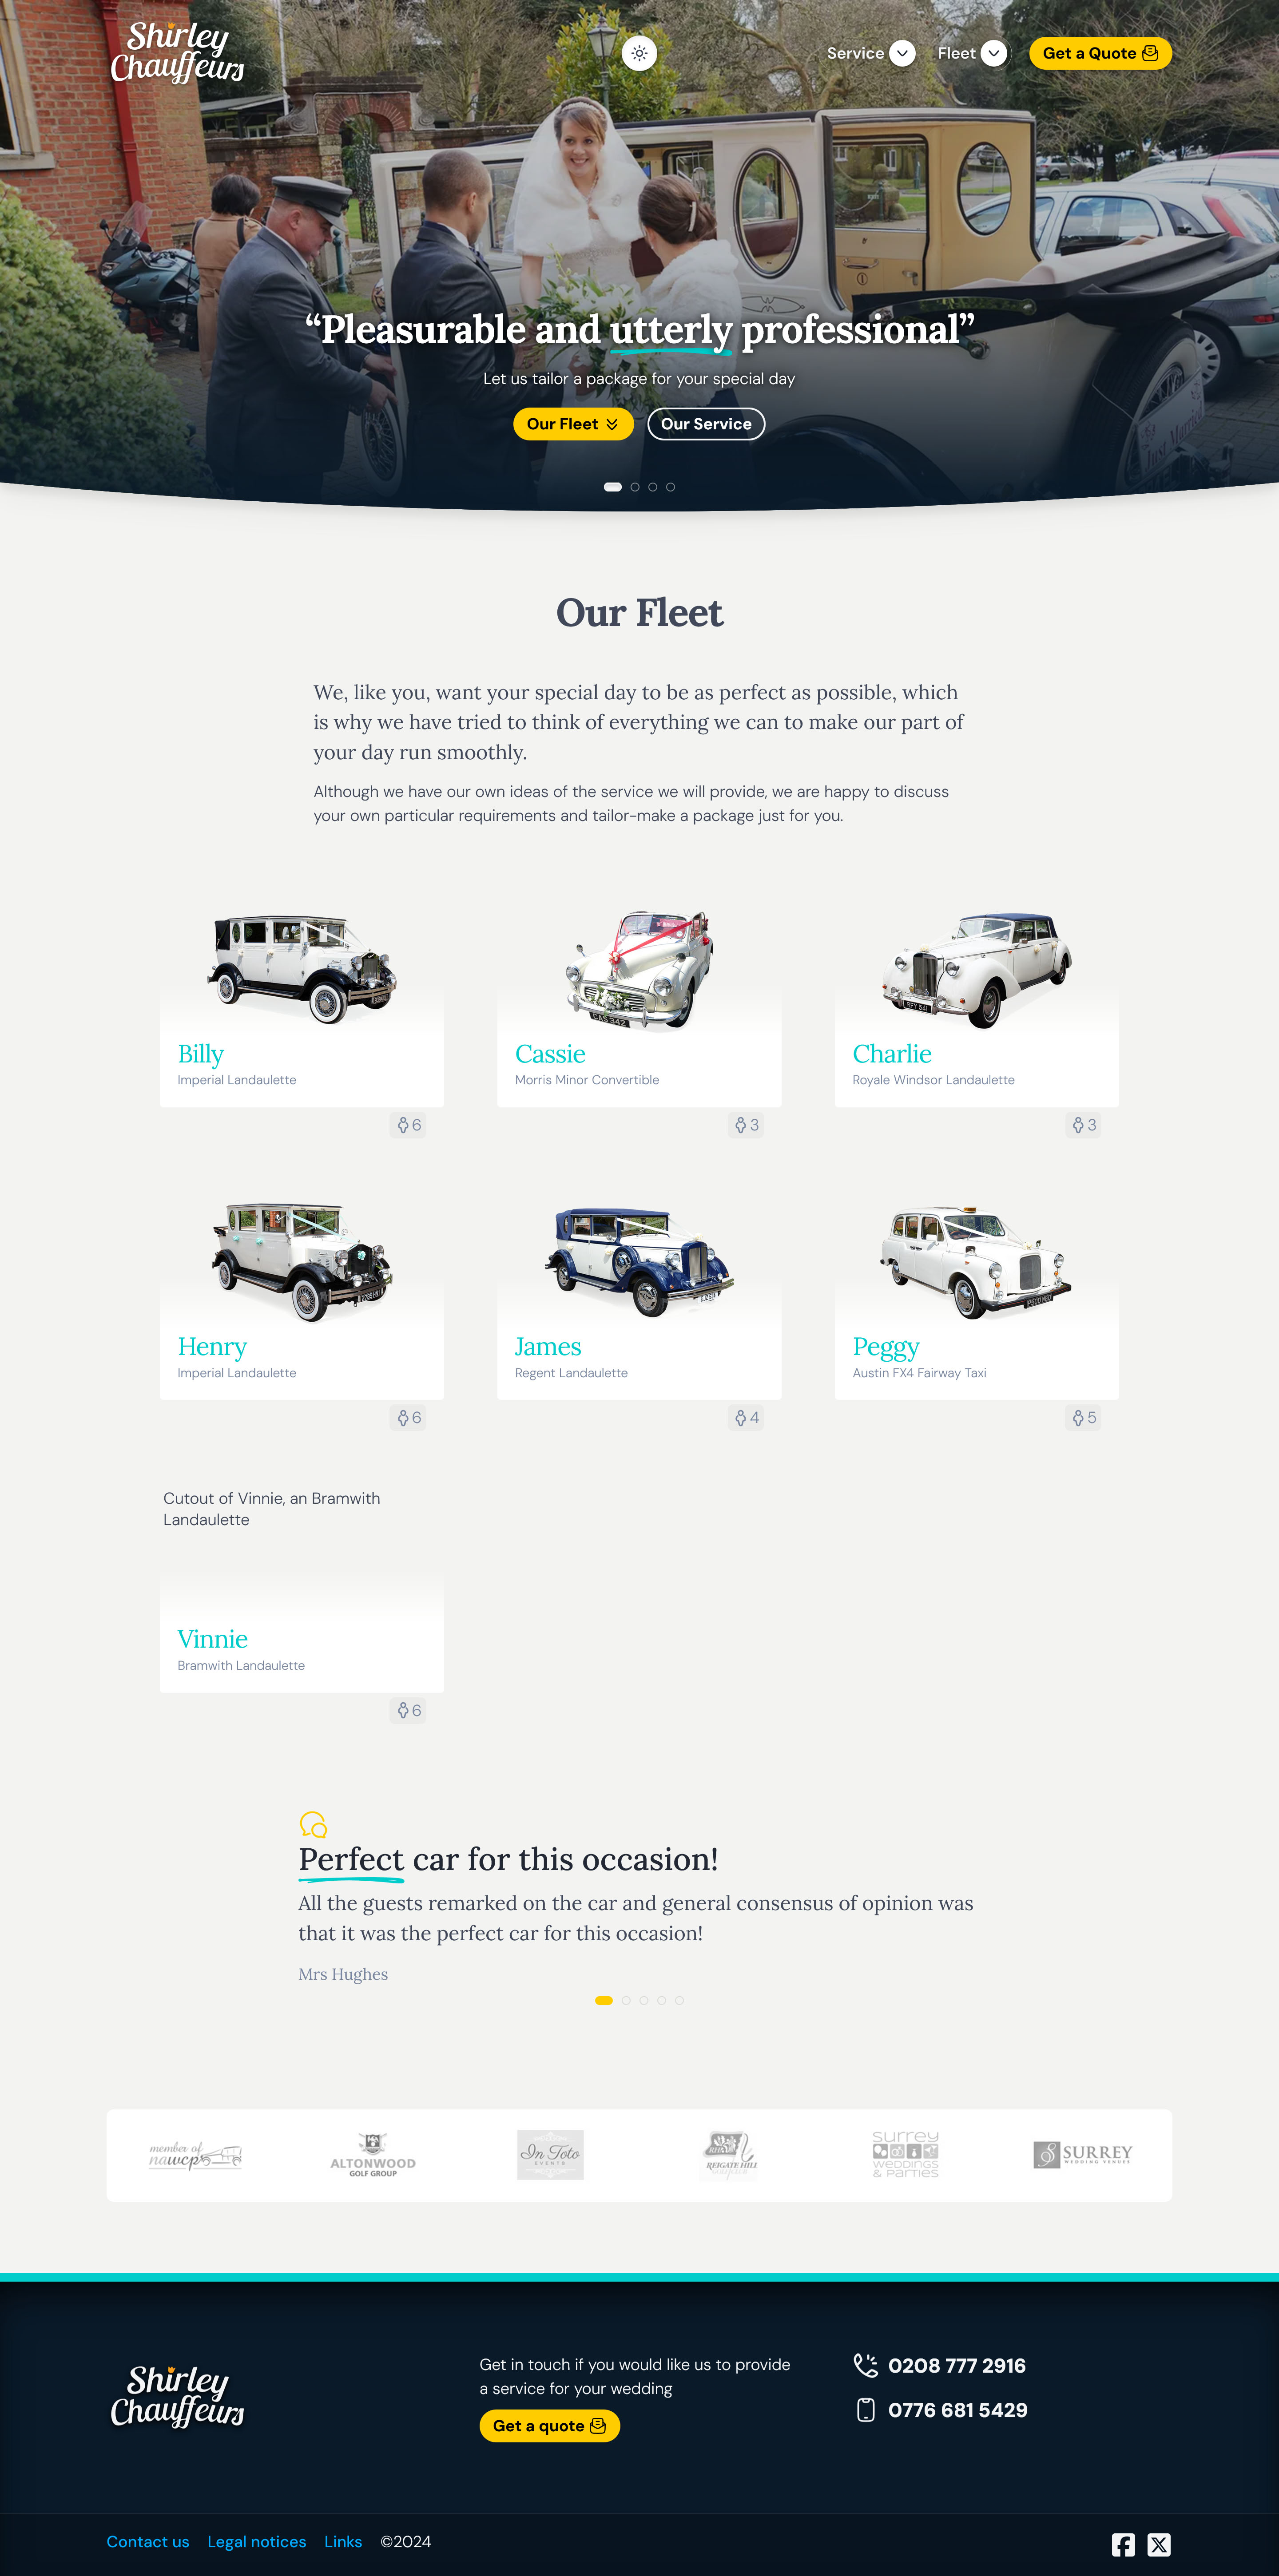 Shirley
Chauffeurs
Service
Fleet
Get a Quote
“Pleasurable and utterly professional”
Let us tailor a package for your special day
Our Fleet
Our Service
Our Fleet
We, like you, want your special day to be as perfect as possible, which
is why we have tried to think of everything we can to make our part of
your day run smoothly.
Although we have our own ideas of the service we will provide, we are happy to discuss
your own particular requirements and tailor-make a package just for you.
Billy
Imperial Landaulette
6
CAS 342
Cassie
Morris Minor Convertible
3
Charlie
Royale Windsor Landaulette
3
Henry
Imperial Landaulette
6
James
Regent Landaulette
4
Peggy
Austin FX4 Fairway Taxi
5
Cutout of Vinnie, an Bramwith
Landaulette
Vinnie
Bramwith Landaulette
6
Perfect car for this occasion!
All the guests remarked on the car and general consensus of opinion was
that it was the perfect car for this occasion!
Mrs Hughes
member of
nawcp
ALTONWOOD
GOLF GROUP
In Toto
EVENTS
REIGATE HILL
surrey
weddings
& parties
SURREY
WEDDING VENUES
Shirley
Chauffeurs
Get in touch if you would like us to provide
a service for your wedding
Get a quote
0208 777 2916
0776 681 5429
Contact us
Legal notices
Links
©2024